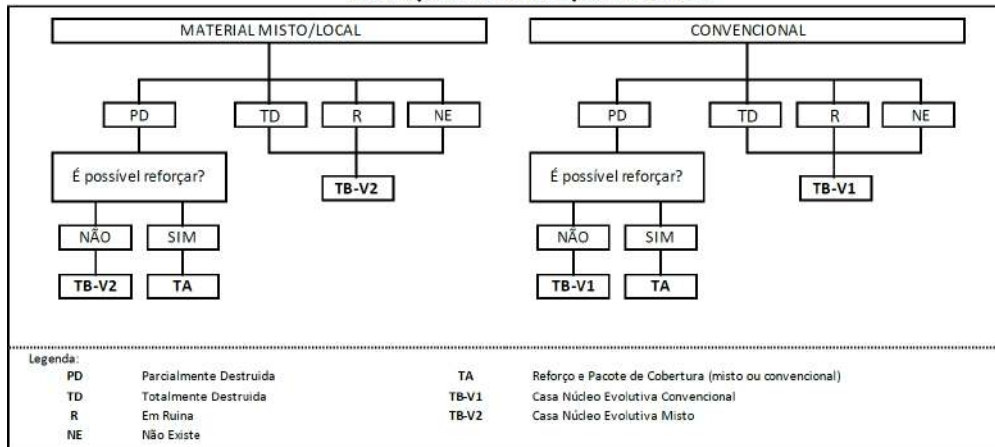 MATERIAL MISTO/LOCAL CONVENCIONAL
PD TD R NE PD TD R NE
É possível reforçar? TB-V2 É possível reforçar? TB-V1
NÃO SIM NÃO SIM
TB-V2 TA TB-V1 TA
Legenda:
PD Parcialmente Destruida TA Reforço e Pacote de Cobertura (misto ou convencional)
TD Totalmente Destruida TB-V1 Casa Núcleo Evolutiva Convencional
R Em Ruina TB-V2 Casa Núcleo Evolutiva Misto
NE Não Existe